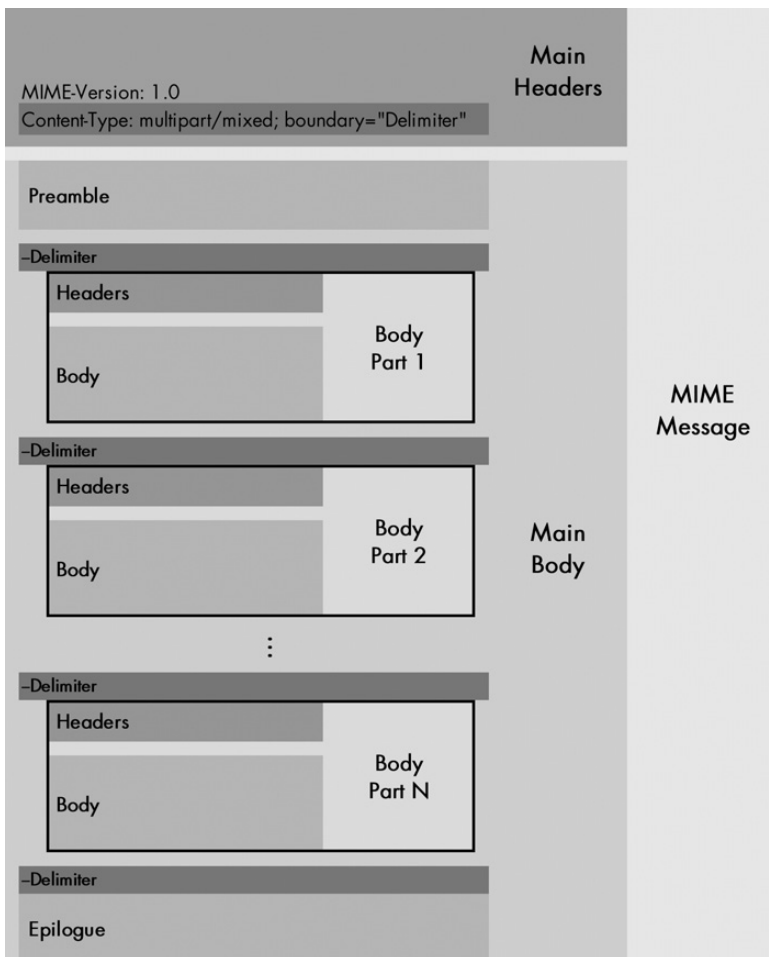 Main
Headers
MIME-Version: 1.0
Content-Type: multipart/mixed; boundary="Delimiter"
Preamble
–Delimiter
Headers
Body
Body
Part 1
–Delimiter
Headers
Body
Body
Part 2
⋮
–Delimiter
Headers
Body
Body
Part N
–Delimiter
Epilogue
Main
Body
MIME
Message